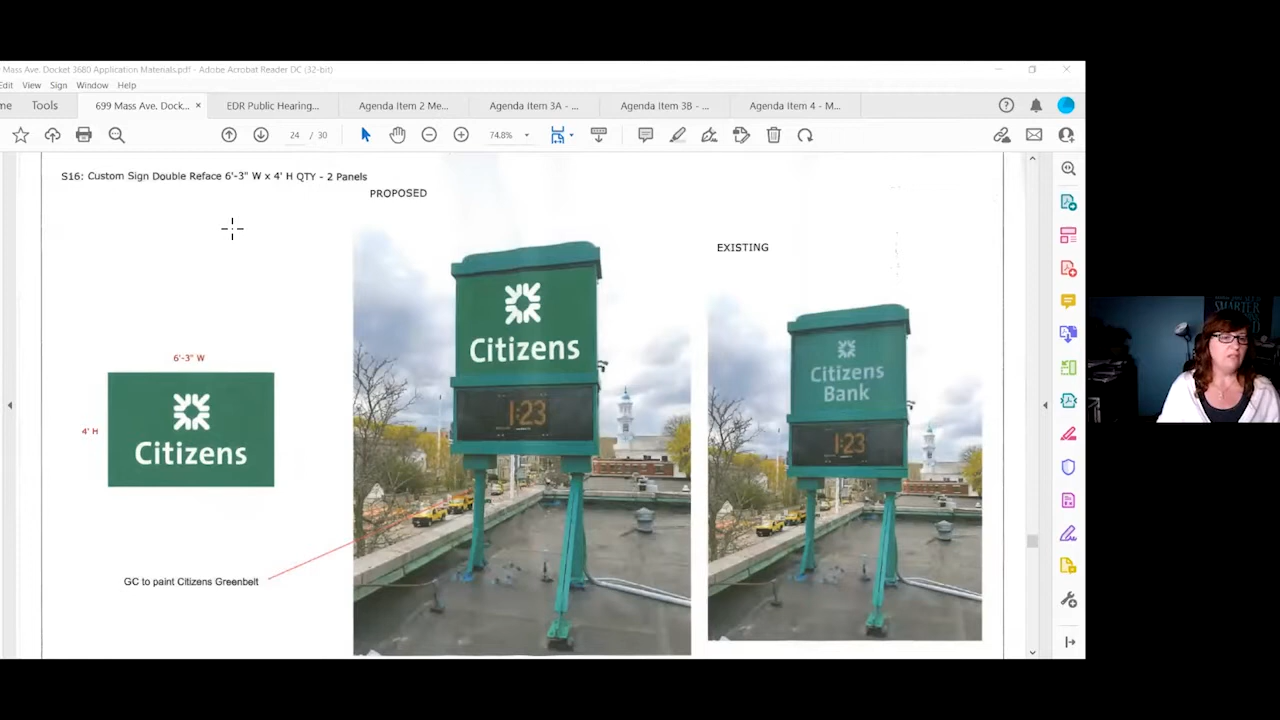 Mass Ave. Docket 3680 Application Materials.pdf - Adobe Acrobat Reader DC (32-bit)
Edit View Sign Window Help
me Tools 699 Mass Ave. Dock... × EDR Public Hearing... Agenda Item 2 Me... Agenda Item 3A - ... Agenda Item 3B - ... Agenda Item 4 - M...
24 / 30 74.8%
S16: Custom Sign Double Reface 6'-3" W x 4' H QTY - 2 Panels
PROPOSED
EXISTING
Citizens
1:23
Citizens
Bank
1:23
6'-3" W
4' H
Citizens
GC to paint Citizens Greenbelt
SMARTER